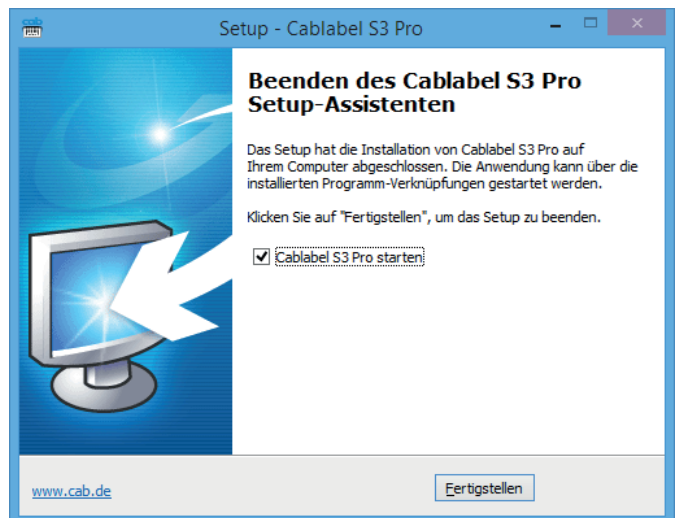 cab
Setup - Cablabel S3 Pro
Beenden des Cablabel S3 Pro
Setup-Assistenten
Das Setup hat die Installation von Cablabel S3 Pro auf
Ihrem Computer abgeschlossen. Die Anwendung kann über die
installierten Programm-Verknüpfungen gestartet werden.
Klicken Sie auf "Fertigstellen", um das Setup zu beenden.
Cablabel S3 Pro starten
www.cab.de
Fertigstellen